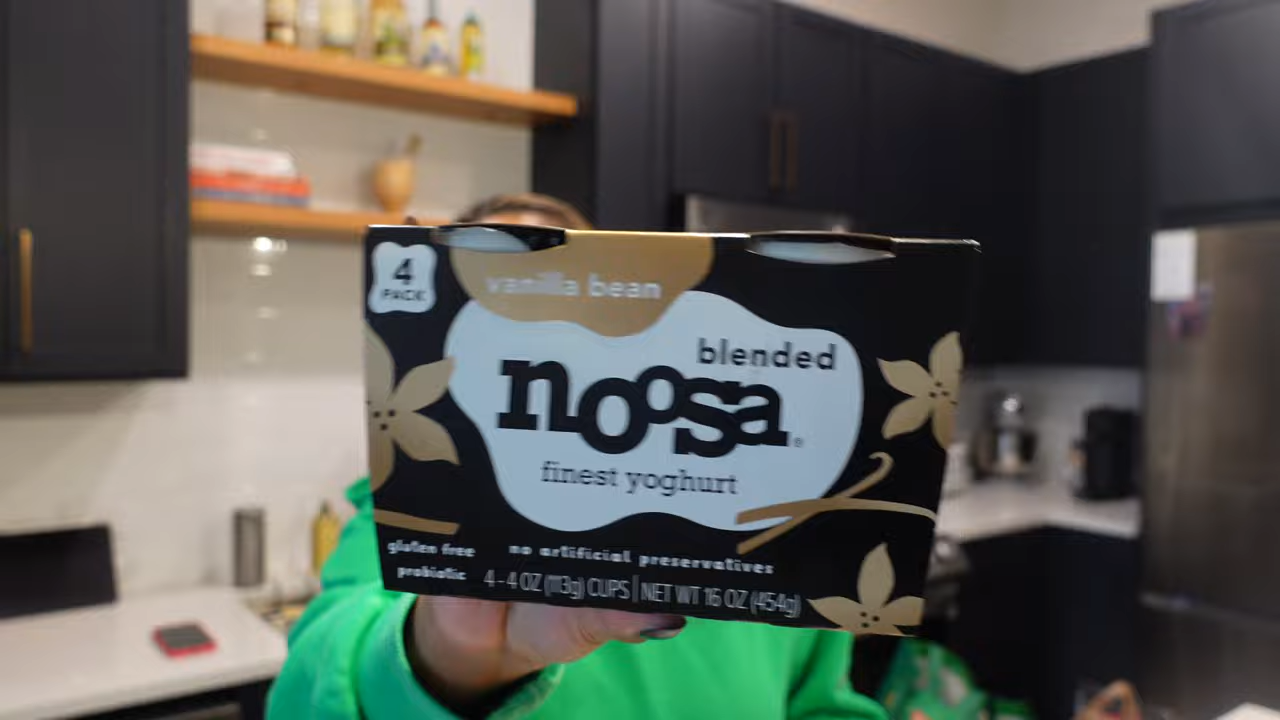 4
PACK
vanilla bean
blended
noosa®
finest yoghurt
gluten free
probiotic
no artificial preservatives
4-4 OZ (113g) CUPS | NET WT 16 OZ (454g)